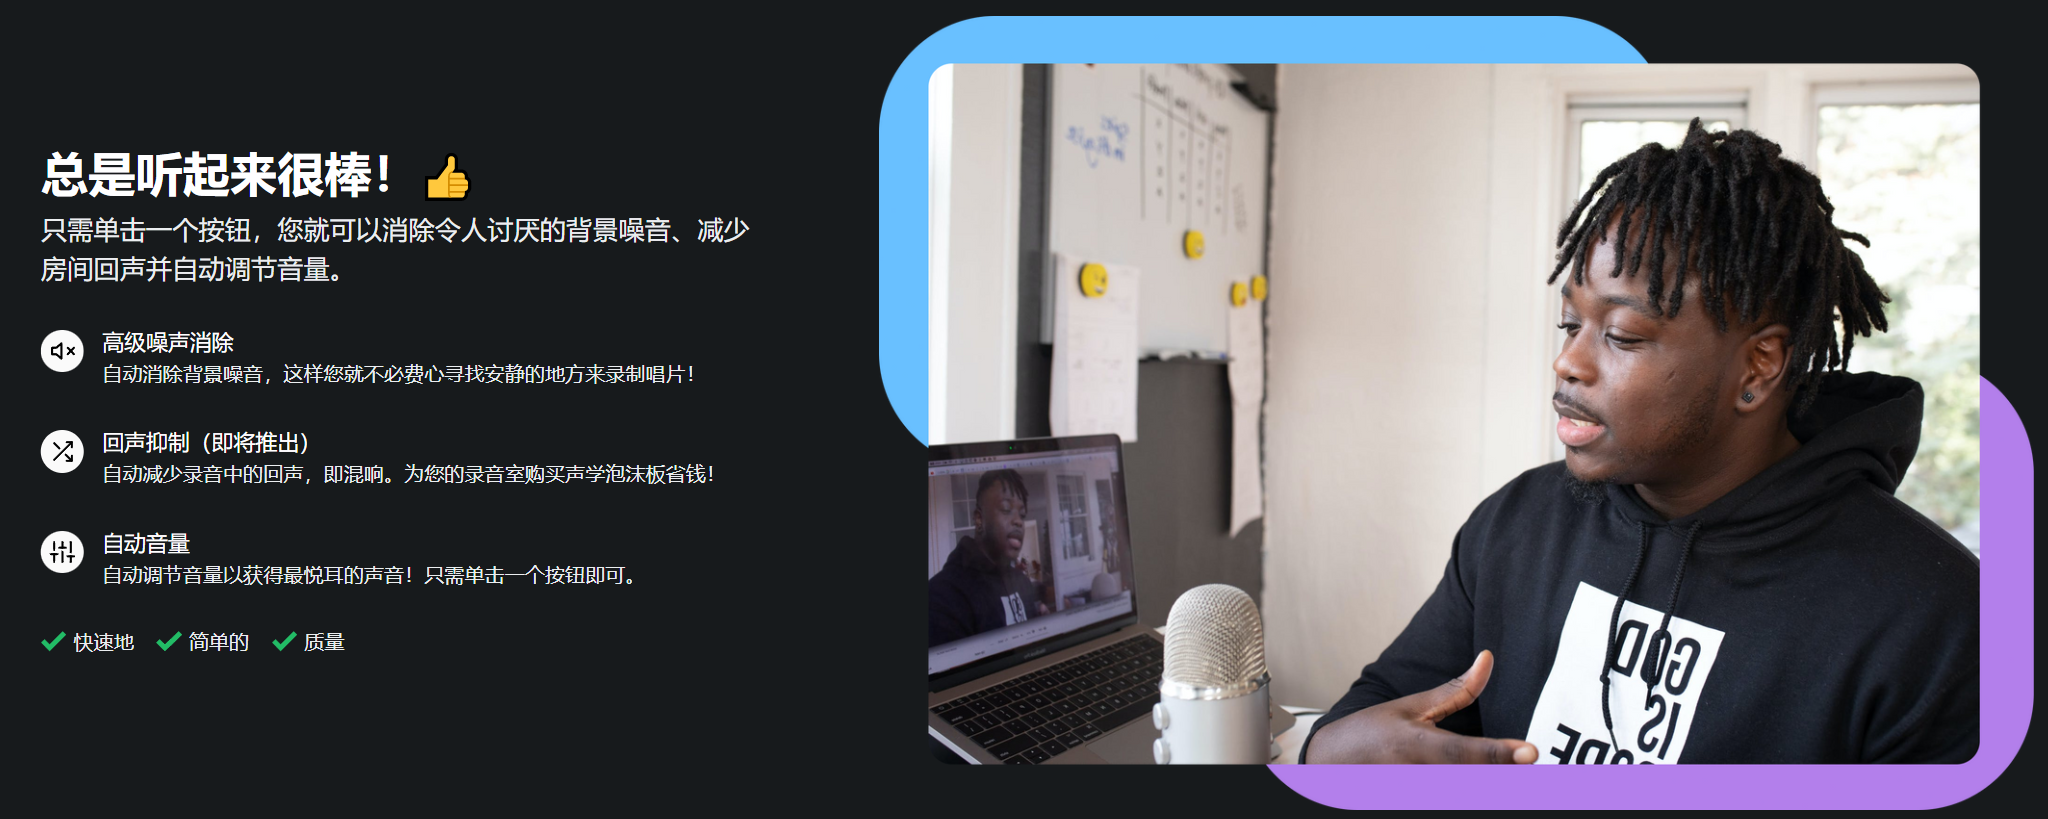 总是听起来很棒！👍
只需单击一个按钮，您就可以消除令人讨厌的背景噪音、减少
房间回声并自动调节音量。
高级噪声消除
自动消除背景噪音，这样您就不必费心寻找安静的地方来录制唱片！
回声抑制（即将推出）
自动减少录音中的回声，即混响。为您的录音室购买声学泡沫板省钱！
自动音量
自动调节音量以获得最悦耳的声音！只需单击一个按钮即可。
快速地 简单的 质量
GOD
IS